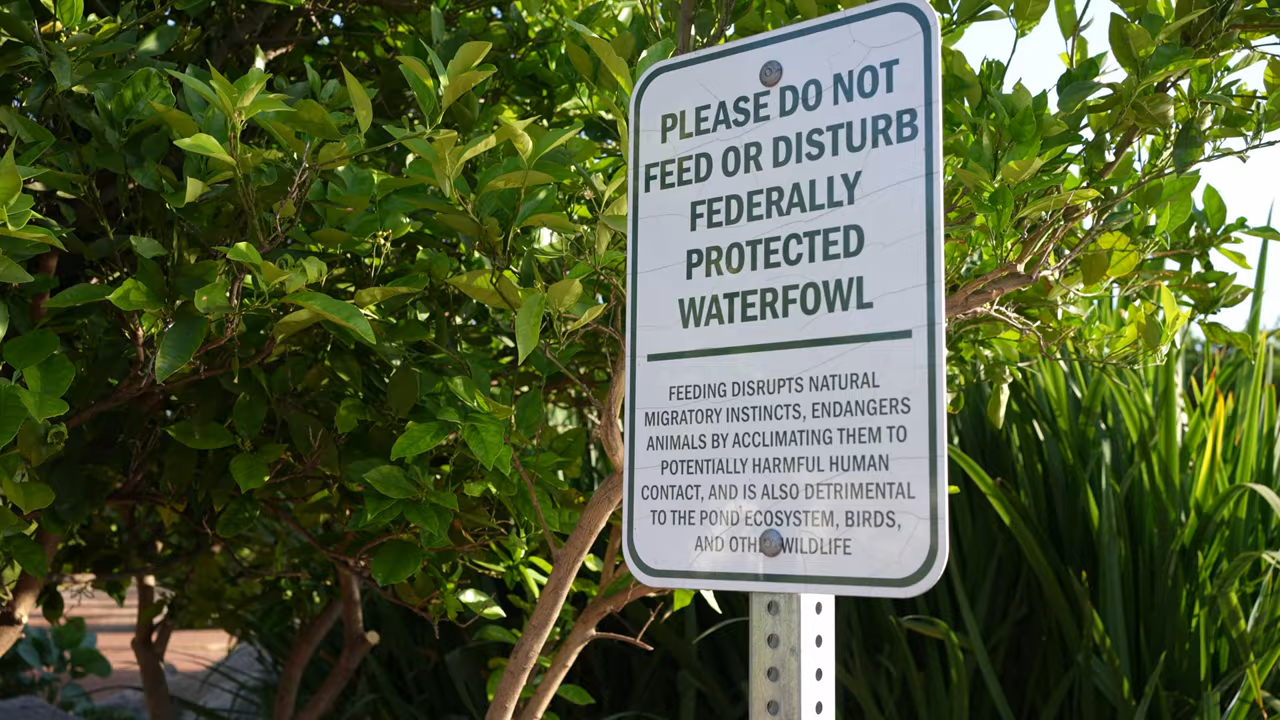 PLEASE DO NOT
FEED OR DISTURB
FEDERALLY
PROTECTED
WATERFOWL
FEEDING DISRUPTS NATURAL
MIGRATORY INSTINCTS, ENDANGERS
ANIMALS BY ACCLIMATING THEM TO
POTENTIALLY HARMFUL HUMAN
CONTACT, AND IS ALSO DETRIMENTAL
TO THE POND ECOSYSTEM, BIRDS,
AND OTHER WILDLIFE